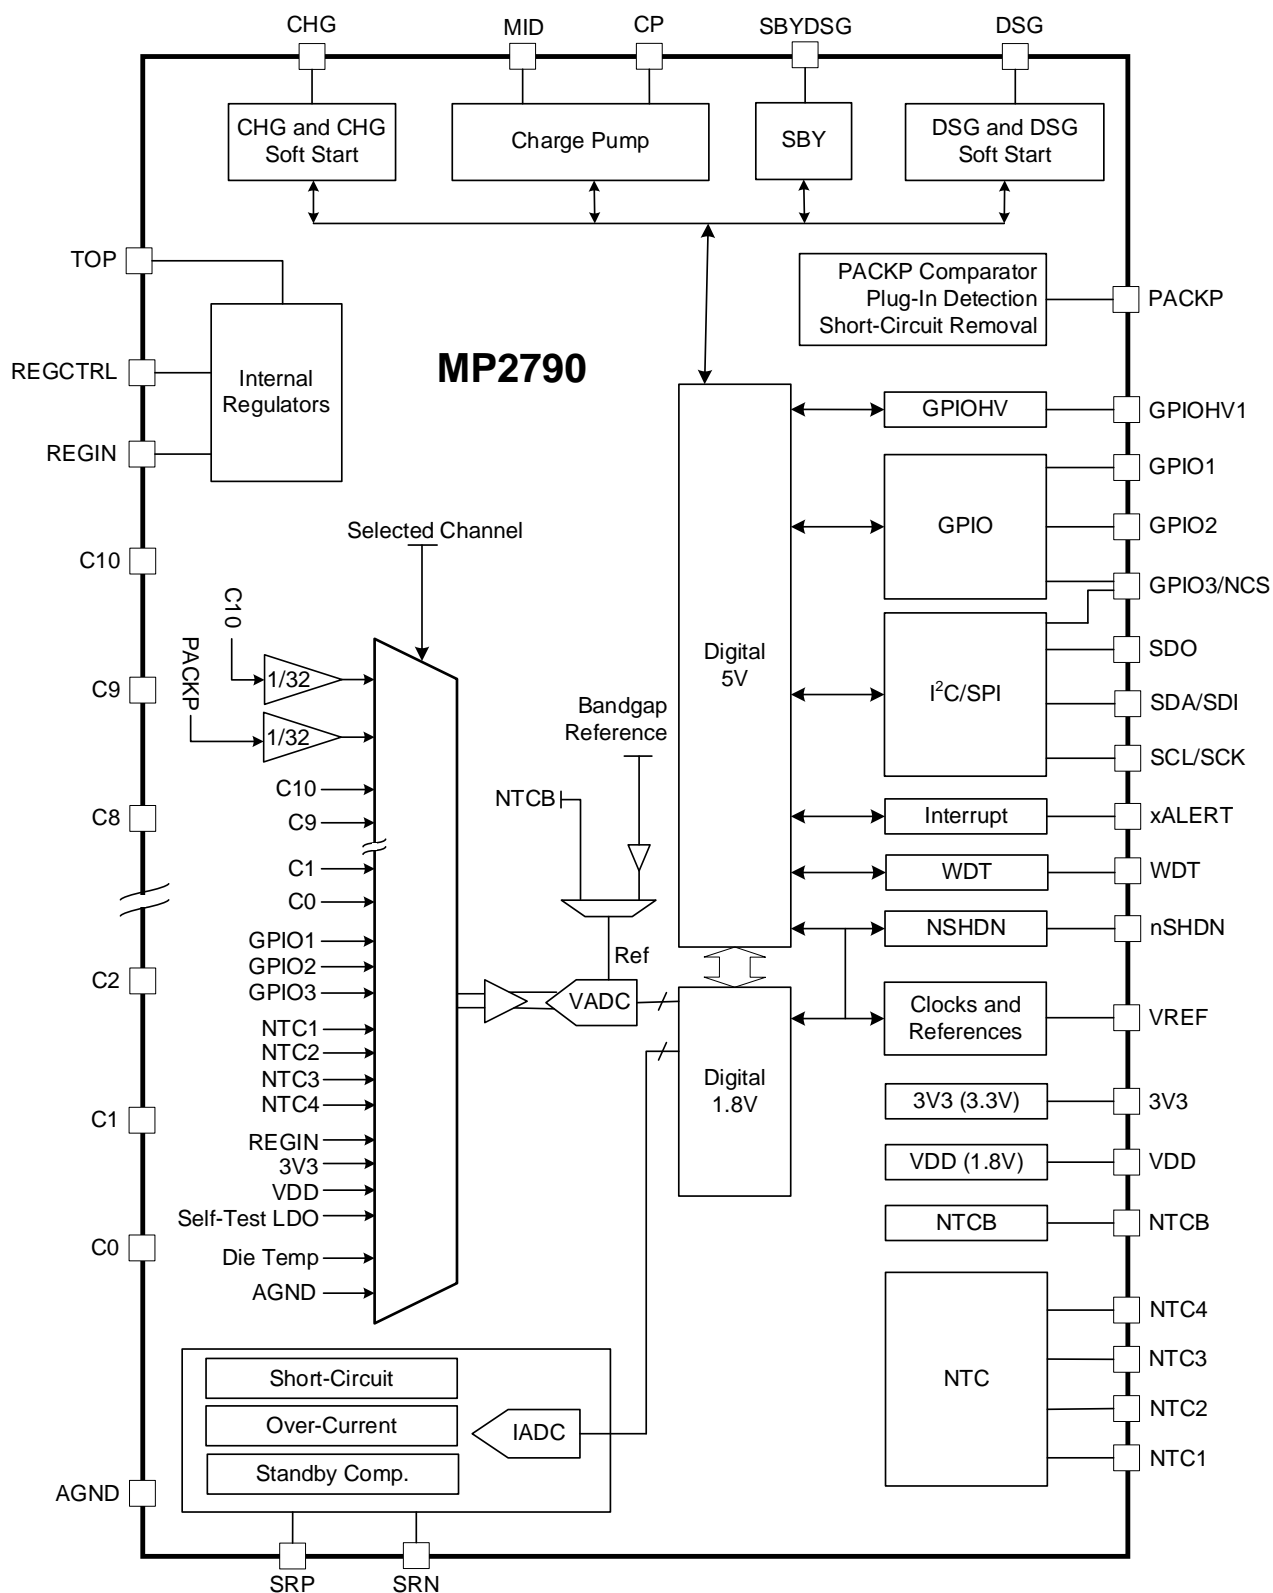 CHG
MID
CP
SBYDSG
DSG
CHG and CHG
Soft Start
Charge Pump
SBY
DSG and DSG
Soft Start
TOP
REGCTRL
REGIN
Internal
Regulators
MP2790
PACKP Comparator
Plug-In Detection
Short-Circuit Removal
PACKP
GPIOHV
GPIOHV1
GPIO
GPIO1
GPIO2
GPIO3/NCS
I²C/SPI
SDO
SDA/SDI
SCL/SCK
Interrupt
xALERT
WDT
WDT
NSHDN
nSHDN
Clocks and
References
VREF
3V3 (3.3V)
3V3
VDD (1.8V)
VDD
NTCB
NTCB
NTC
NTC4
NTC3
NTC2
NTC1
Digital
5V
Digital
1.8V
Bandgap
Reference
NTCB
Ref
VADC
Selected Channel
C10
PACKP
1/32
1/32
C10
C9
C1
C0
GPIO1
GPIO2
GPIO3
NTC1
NTC2
NTC3
NTC4
REGIN
3V3
VDD
Self-Test LDO
Die Temp
AGND
C10
C9
C8
C2
C1
C0
AGND
Short-Circuit
Over-Current
Standby Comp.
IADC
SRP
SRN